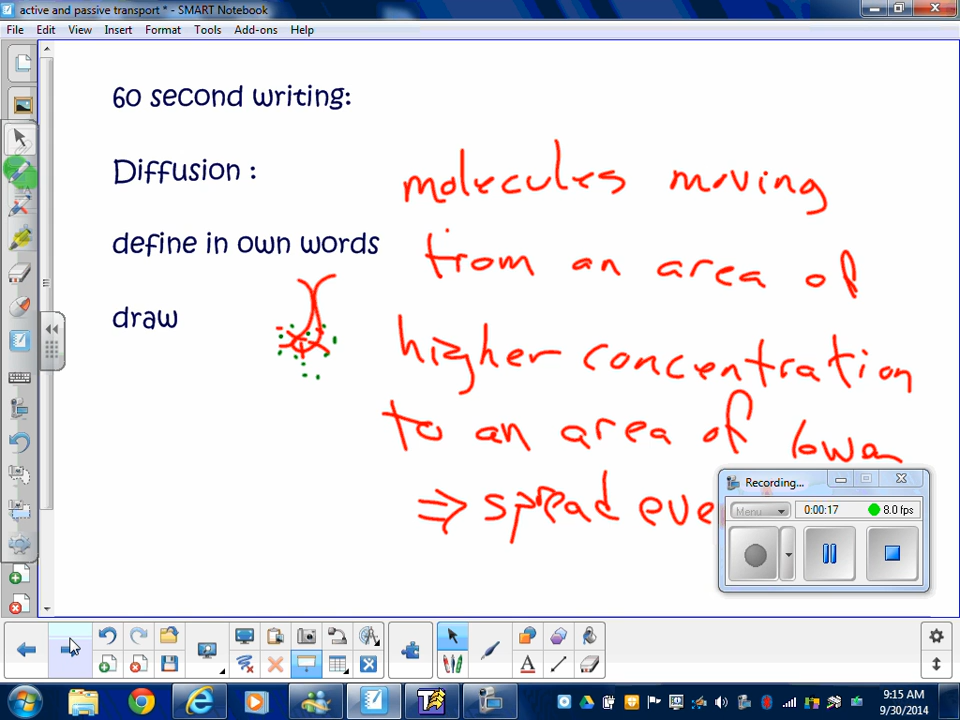 active and passive transport * - SMART Notebook
File Edit View Insert Format Tools Add-ons Help
60 second writing:
Diffusion :
define in own words
draw
molecules moving
from an area of
higher concentration
to an area of lower
⇒ spread eve
Recording...
Menu
0:00:17
8.0 fps
9:15 AM
9/30/2014